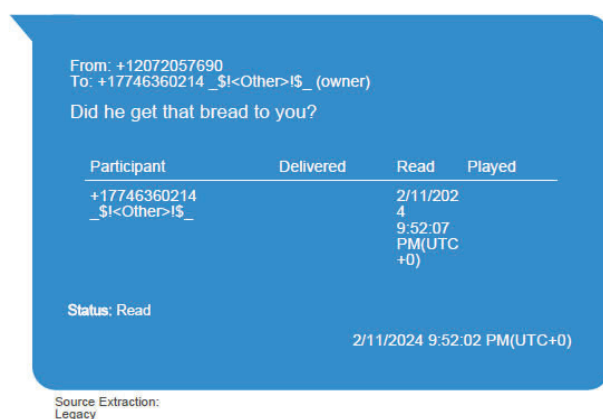 From: +12072057690
To: +17746360214 _$!<Other>!$_ (owner)
Did he get that bread to you?
Participant Delivered Read Played
+17746360214
_$!<Other>!$_
2/11/202
4
9:52:07
PM(UTC
+0)
Status: Read
2/11/2024 9:52:02 PM(UTC+0)
Source Extraction:
Legacy